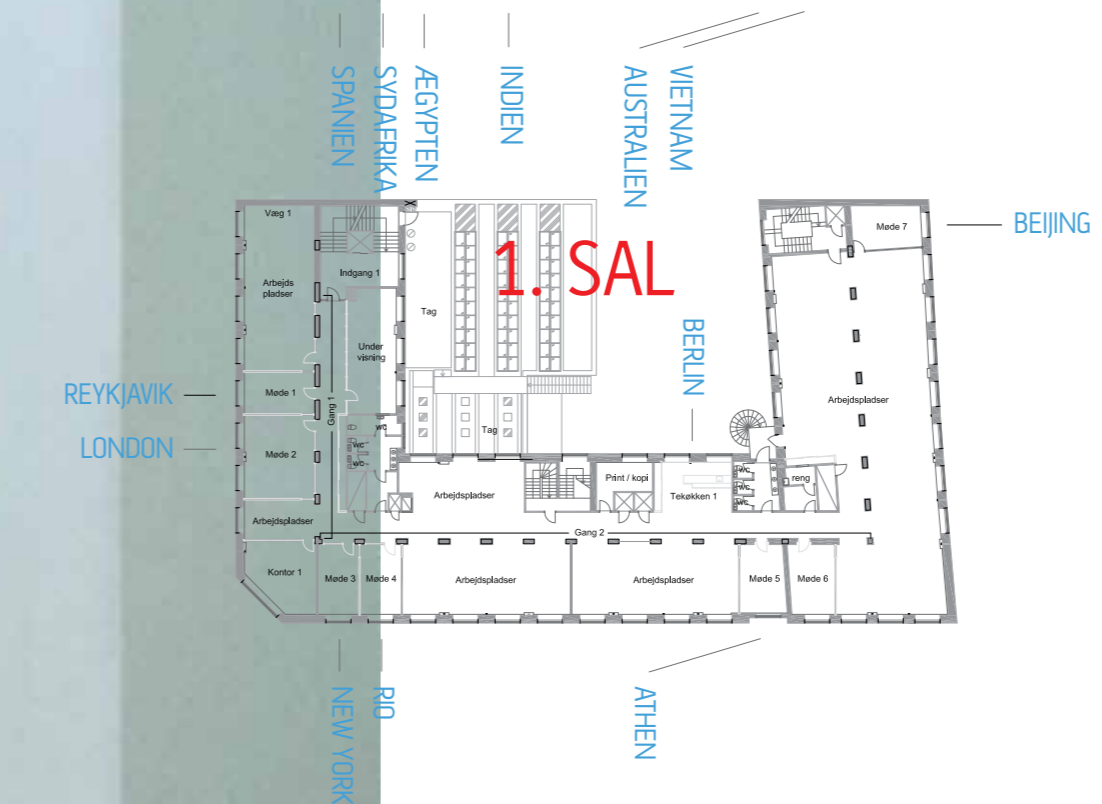 SPANIEN
SYDAFRIKA
ÆGYPTEN
INDIEN
AUSTRALIEN
VIETNAM
1. SAL
Væg 1
Møde 7
BEIJING
Indgang 1
Arbejds
pladser
Tag
Under
visning
BERLIN
REYKJAVIK
Møde 1
Gang 1
Arbejdspladser
wc
Tag
LONDON
Møde 2
wc
wc
Arbejdspladser
Print / kopi
Tekøkken 1
wc
wc
wc
reng
Arbejdspladser
Gang 2
Kontor 1
Møde 3
Møde 4
Arbejdspladser
Arbejdspladser
Møde 5
Møde 6
NEW YORK
RIO
ATHEN